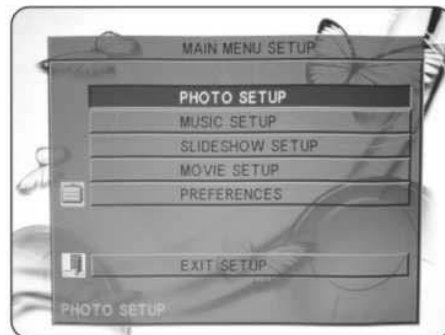 MAIN MENU SETUP
PHOTO SETUP
MUSIC SETUP
SLIDESHOW SETUP
MOVIE SETUP
PREFERENCES
EXIT SETUP
PHOTO SETUP